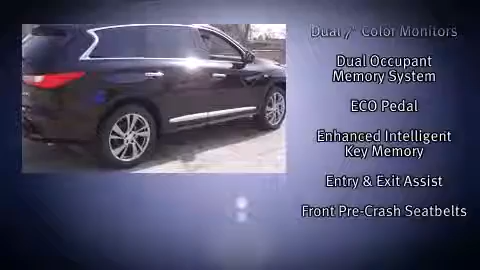 Dual 7" Color Monitors
Dual Occupant
Memory System
ECO Pedal
Enhanced Intelligent
Key Memory
Entry & Exit Assist
Front Pre-Crash Seatbelts